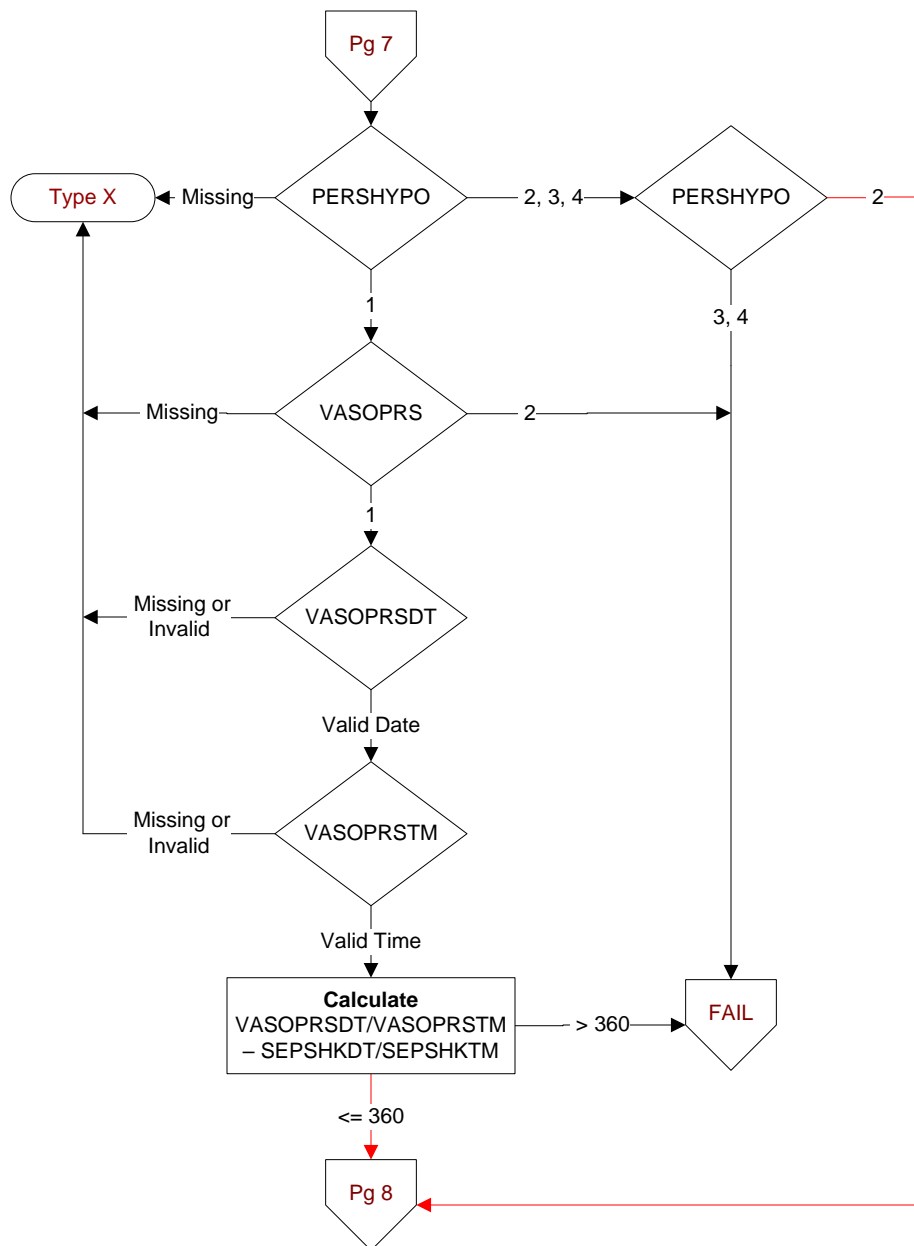 Pg 7
Type X
Missing
PERSHYPO
2, 3, 4
PERSHYPO
2
1
3, 4
Missing
VASOPRS
2
1
Missing or
Invalid
VASOPRSDT
Valid Date
Missing or
Invalid
VASOPRSTM
Valid Time
Calculate
VASOPRSDT/VASOPRSTM
– SEPSHKDT/SEPSHKTM
> 360
FAIL
<= 360
Pg 8